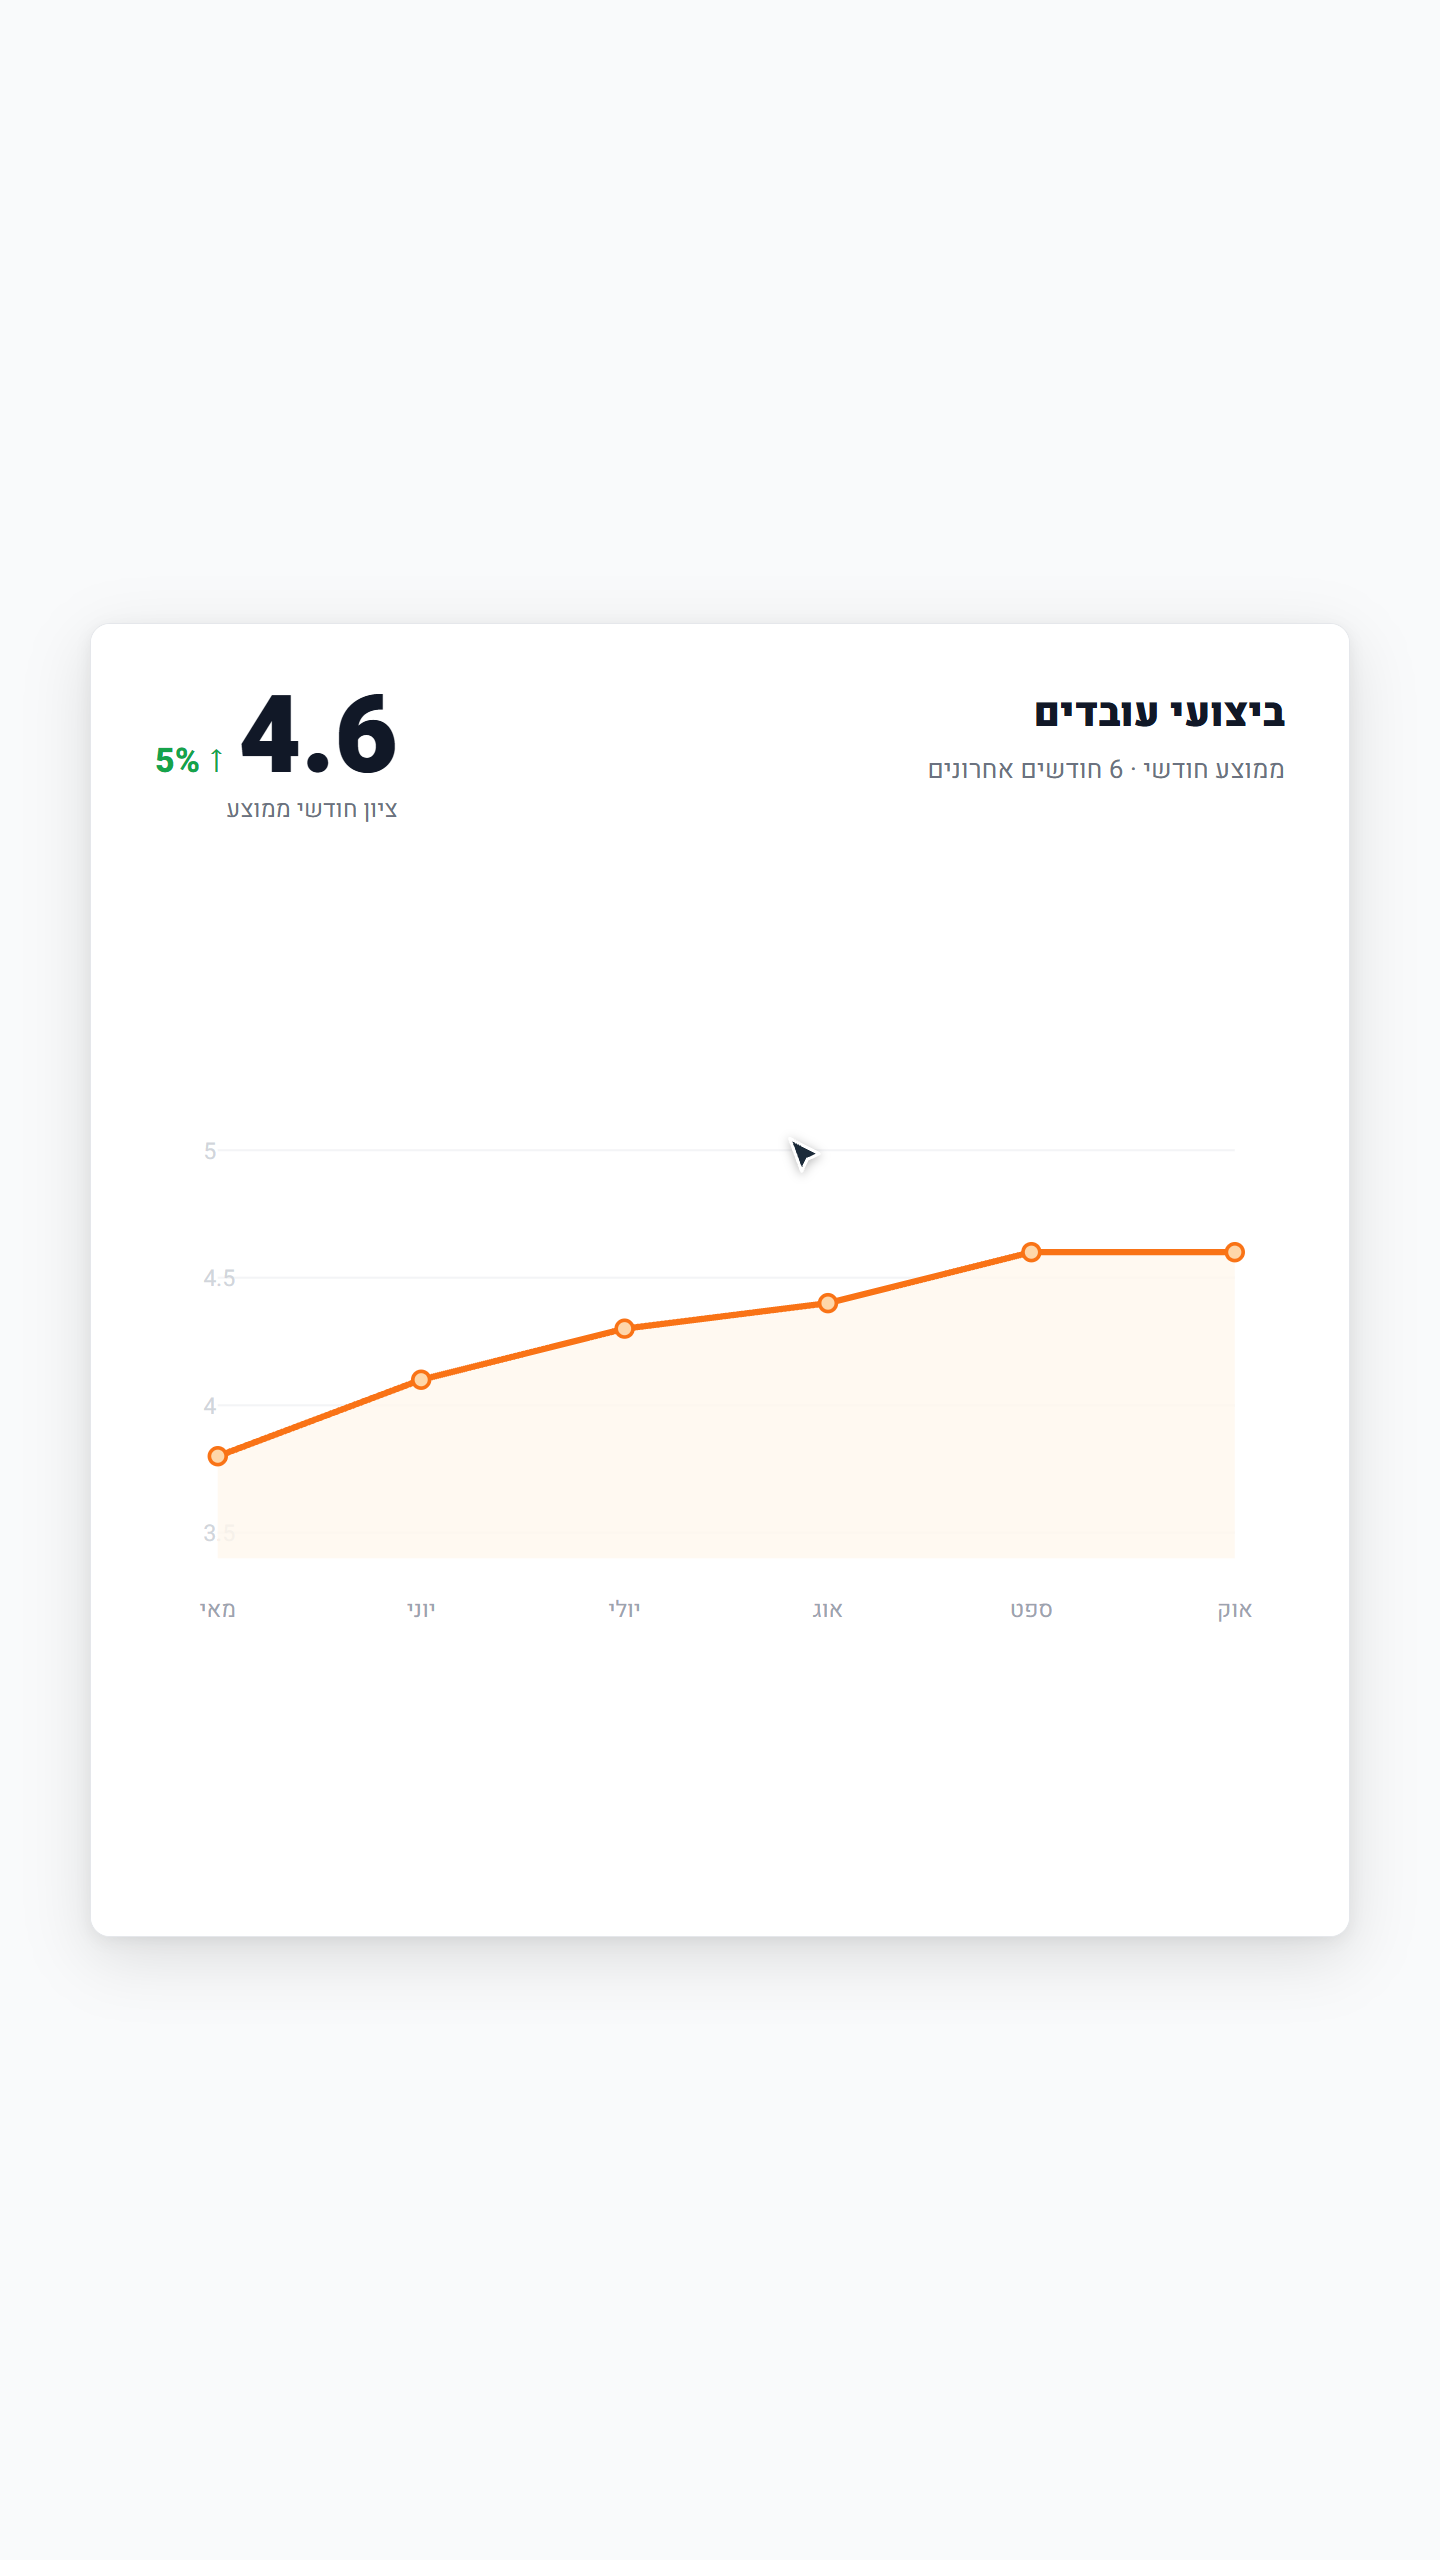 ביצועי עובדים
ממוצע חודשי · 6 חודשים אחרונים
4.6 ↑ 5%
ציון חודשי ממוצע
5
4.5
4
3.5
מאי יוני יולי אוג ספט אוק